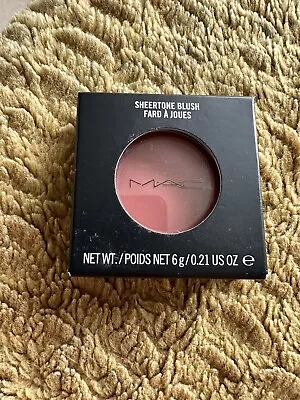 SHEERTONE BLUSH
FARD À JOUES
MAC
NET WT. / POIDS NET 6 g / 0.21 US OZ ℮